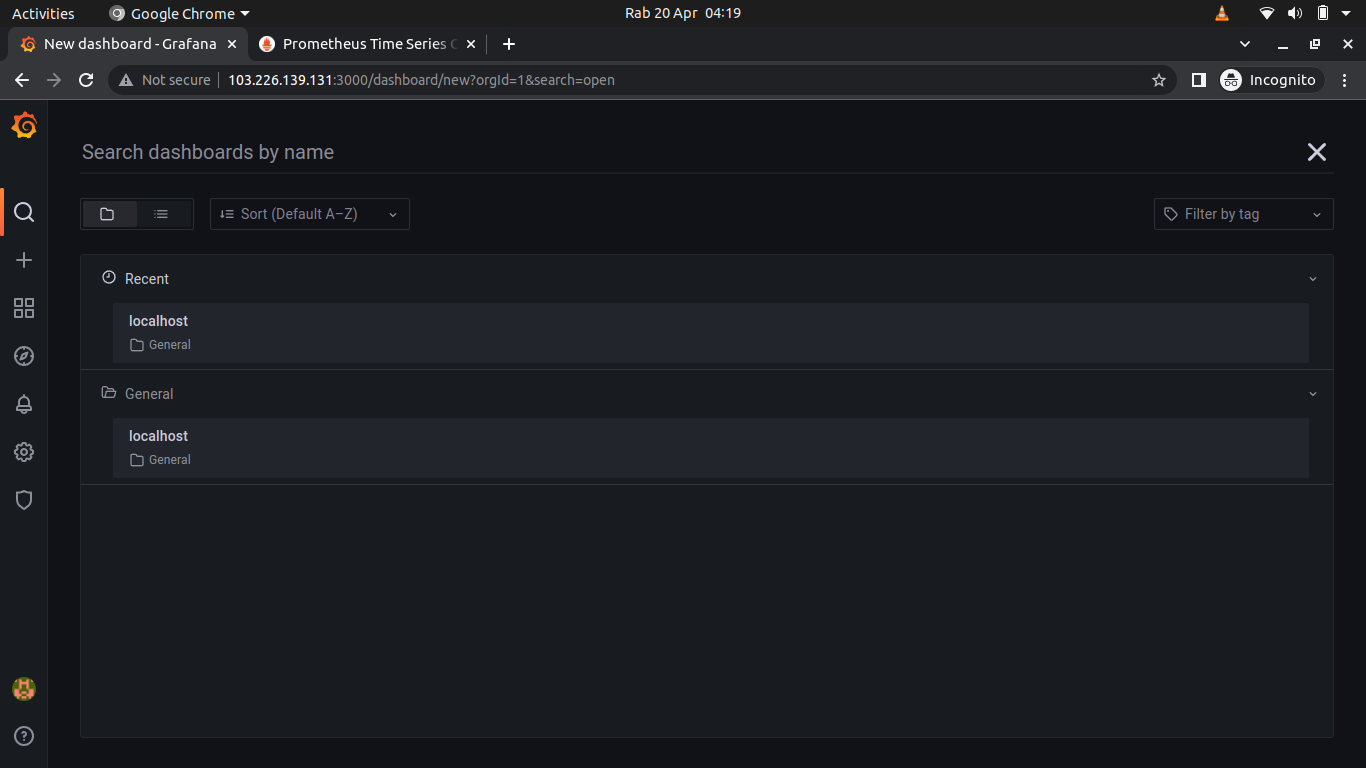 Activities Google Chrome Rab 20 Apr 04:19
New dashboard - Grafana Prometheus Time Series
Not secure 103.226.139.131:3000/dashboard/new?orgId=1&search=open Incognito
Search dashboards by name
Sort (Default A–Z) Filter by tag
Recent
localhost
General
General
localhost
General